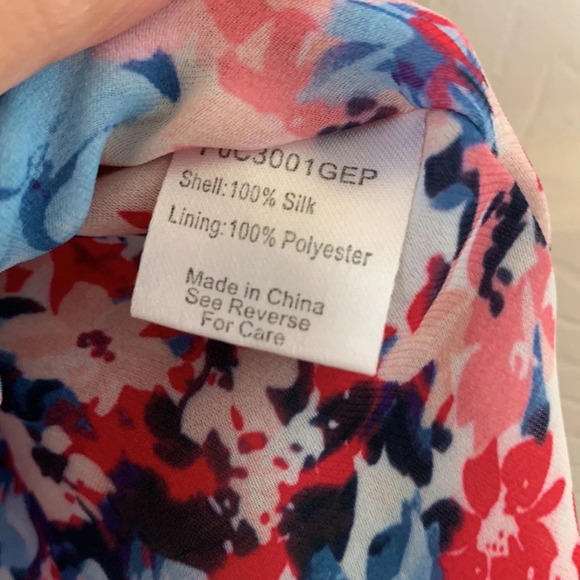 Shell:100% Silk
Lining:100% Polyester
Made in China
See Reverse
For Care